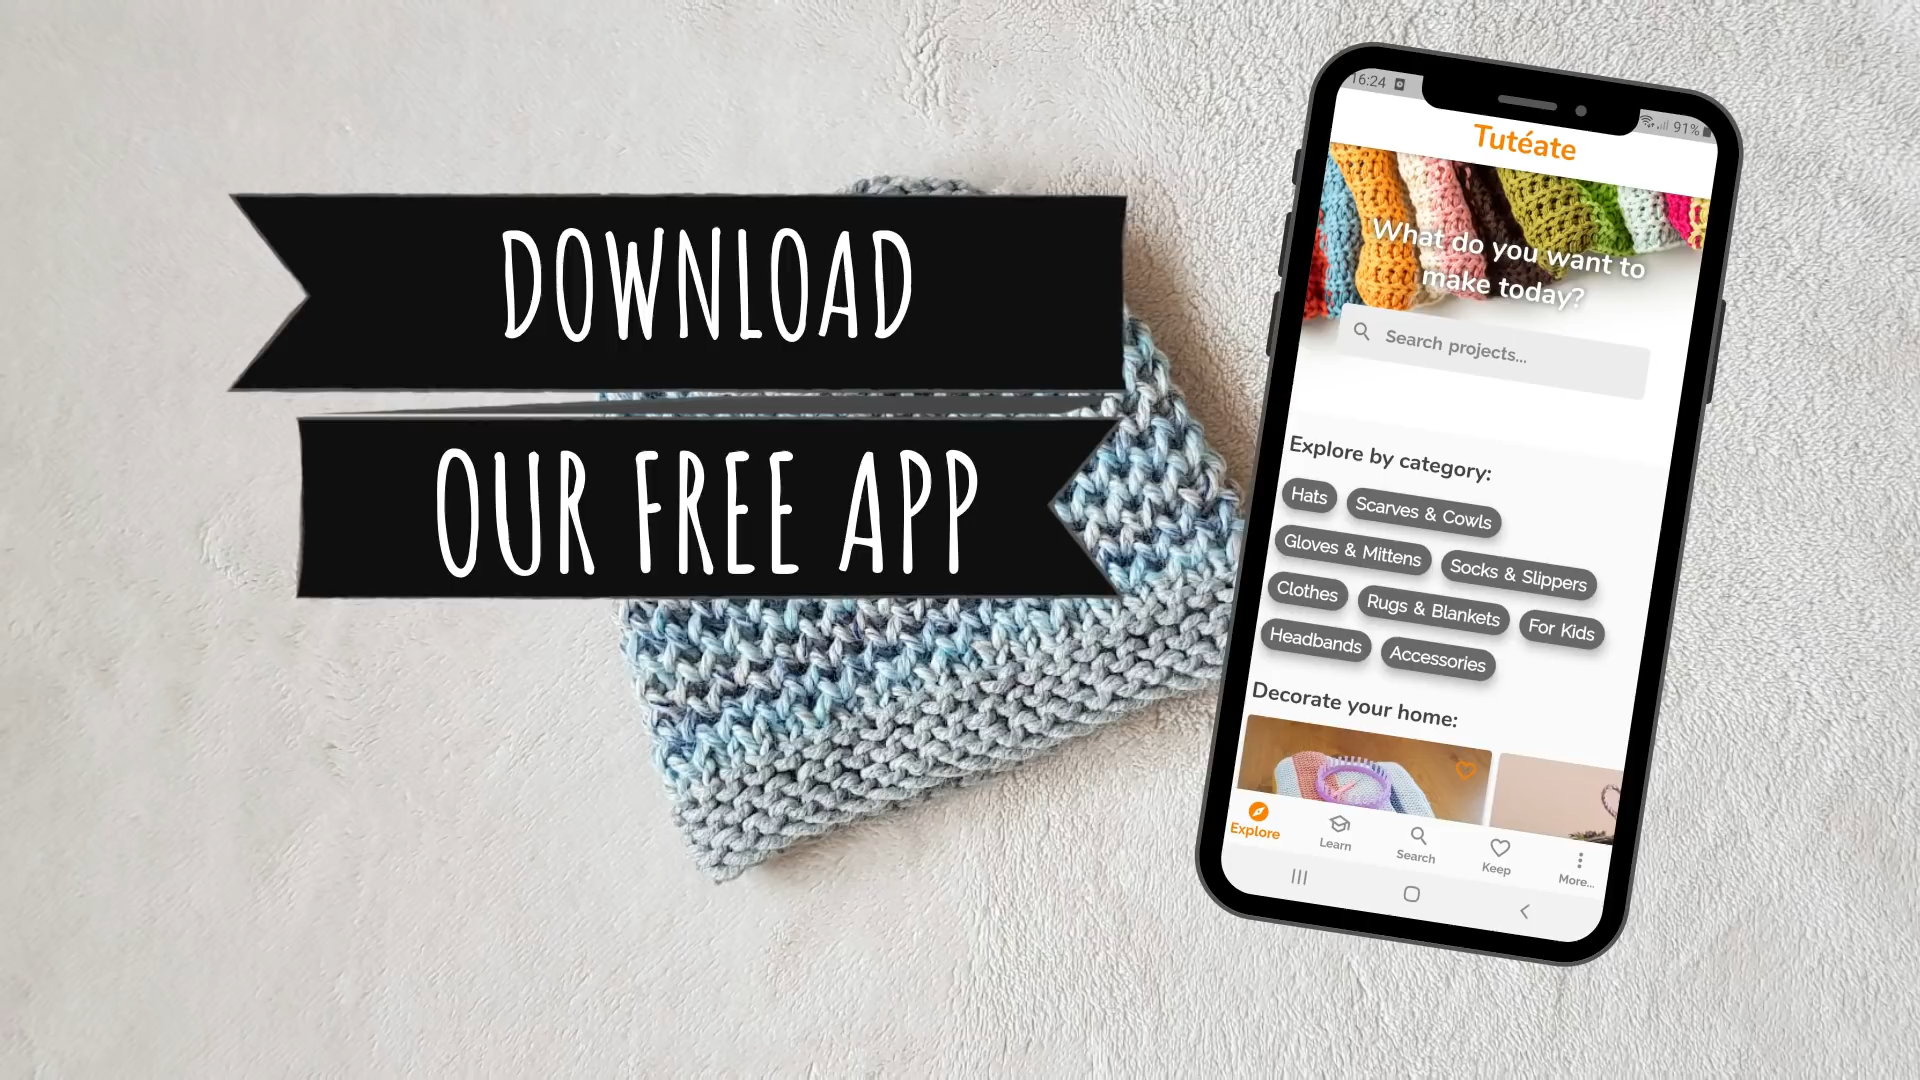 DOWNLOAD
OUR FREE APP
16:24
91%
Tutéate
What do you want to
make today?
Search projects...
Explore by category:
Hats
Scarves & Cowls
Gloves & Mittens
Socks & Slippers
Clothes
Rugs & Blankets
For Kids
Headbands
Accessories
Decorate your home:
Explore
Learn
Search
Keep
More...